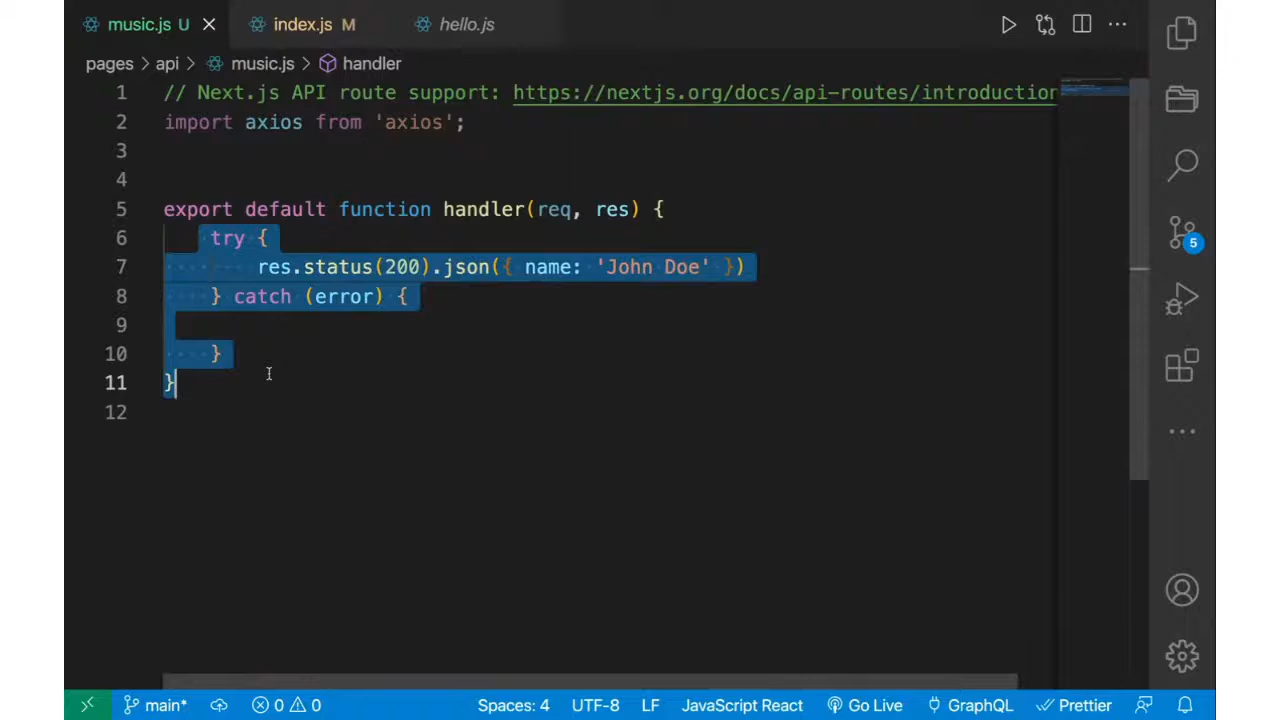 music.js U index.js M hello.js
pages api music.js handler
1 // Next.js API route support: https://nextjs.org/docs/api-routes/introduction
2 import axios from 'axios';
3
4
5 export default function handler(req, res) {
6 try {
7 res.status(200).json({ name: 'John Doe' })
8 } catch (error) {
9
10 }
11 }
12
5
main* 0 0 Spaces: 4 UTF-8 LF JavaScript React Go Live GraphQL Prettier